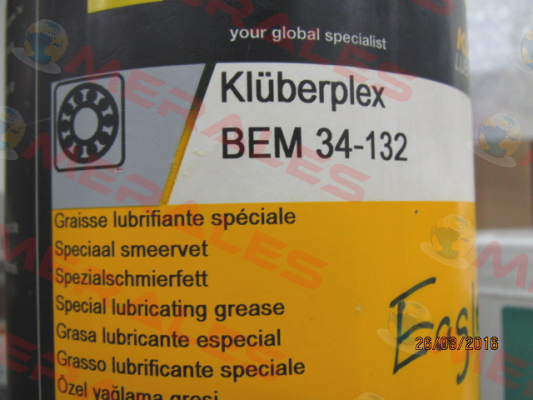 your global specialist
Klüberplex
BEM 34-132
Graisse lubrifiante spéciale
Speciaal smeervet
Spezialschmierfett
Special lubricating grease
Grasa lubricante especial
Grasso lubrificante speciale
Özel yağlama gresi
26/08/2016
MERALES